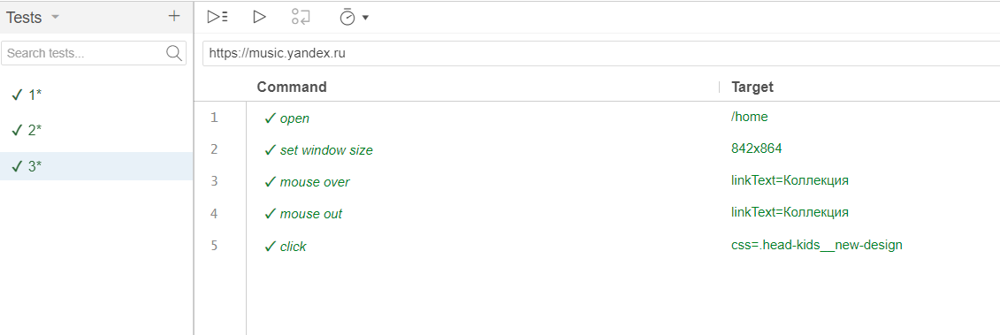 Tests
Search tests...
1*
2*
3*
https://music.yandex.ru
Command Target
1 open /home
2 set window size 842x864
3 mouse over linkText=Коллекция
4 mouse out linkText=Коллекция
5 click css=.head-kids__new-design